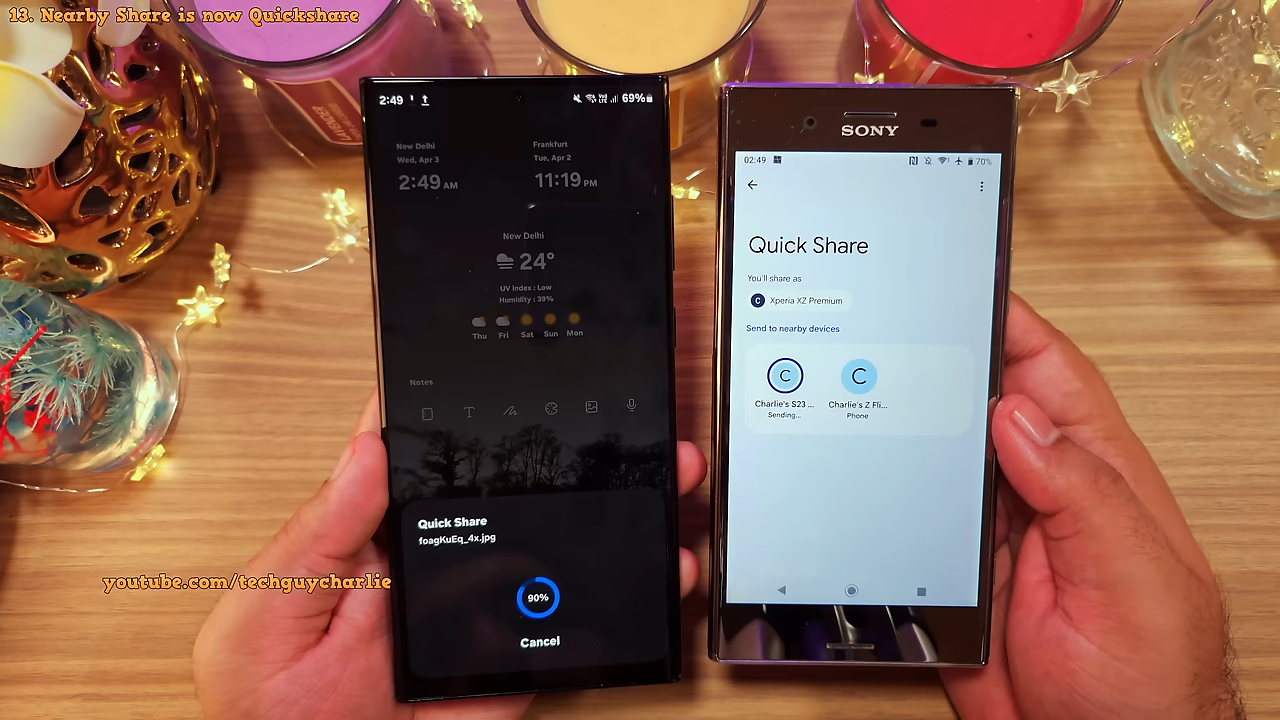 13. Nearby Share is now Quickshare
2:49
69%
New Delhi
Wed, Apr 3
2:49 AM
Frankfurt
Tue, Apr 2
11:19 PM
New Delhi
24°
UV index : Low
Humidity : 39%
Thu Fri Sat Sun Mon
Notes
Quick Share
foagKuEq_4x.jpg
90%
Cancel
youtube.com/techguycharlie
SONY
02:49
70%
Quick Share
You'll share as
C Xperia XZ Premium
Send to nearby devices
C C
Charlie's S23 ... Charlie's Z Fli...
Sending... Phone
LAVENDER